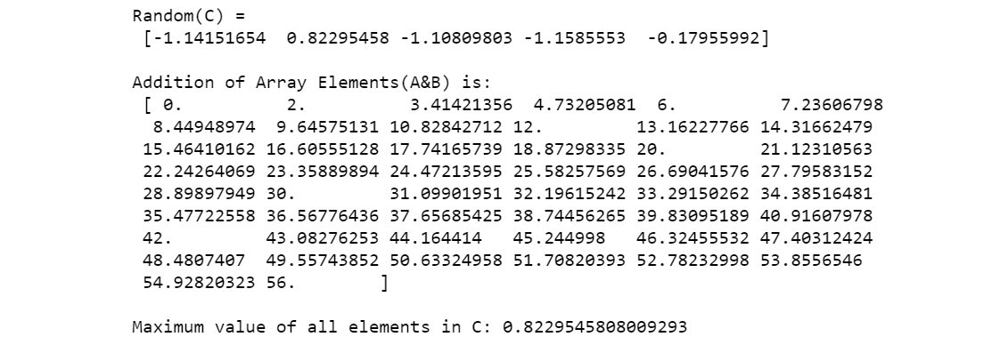 Random(C) =
[-1.14151654  0.82295458 -1.10809803 -1.1585553  -0.17955992]
Addition of Array Elements(A&B) is:
[ 0.          2.          3.41421356  4.73205081  6.          7.23606798
8.44948974  9.64575131 10.82842712 12.         13.16227766 14.31662479
15.46410162 16.60555128 17.74165739 18.87298335 20.         21.12310563
22.24264069 23.35889894 24.47213595 25.58257569 26.69041576 27.79583152
28.89897949 30.         31.09901951 32.19615242 33.29150262 34.38516481
35.47722558 36.56776436 37.65685425 38.74456265 39.83095189 40.91607978
42.         43.08276253 44.164414   45.244998   46.32455532 47.40312424
48.4807407  49.55743852 50.63324958 51.70820393 52.78232998 53.8556546
54.92820323 56.        ]
Maximum value of all elements in C: 0.8229545808009293